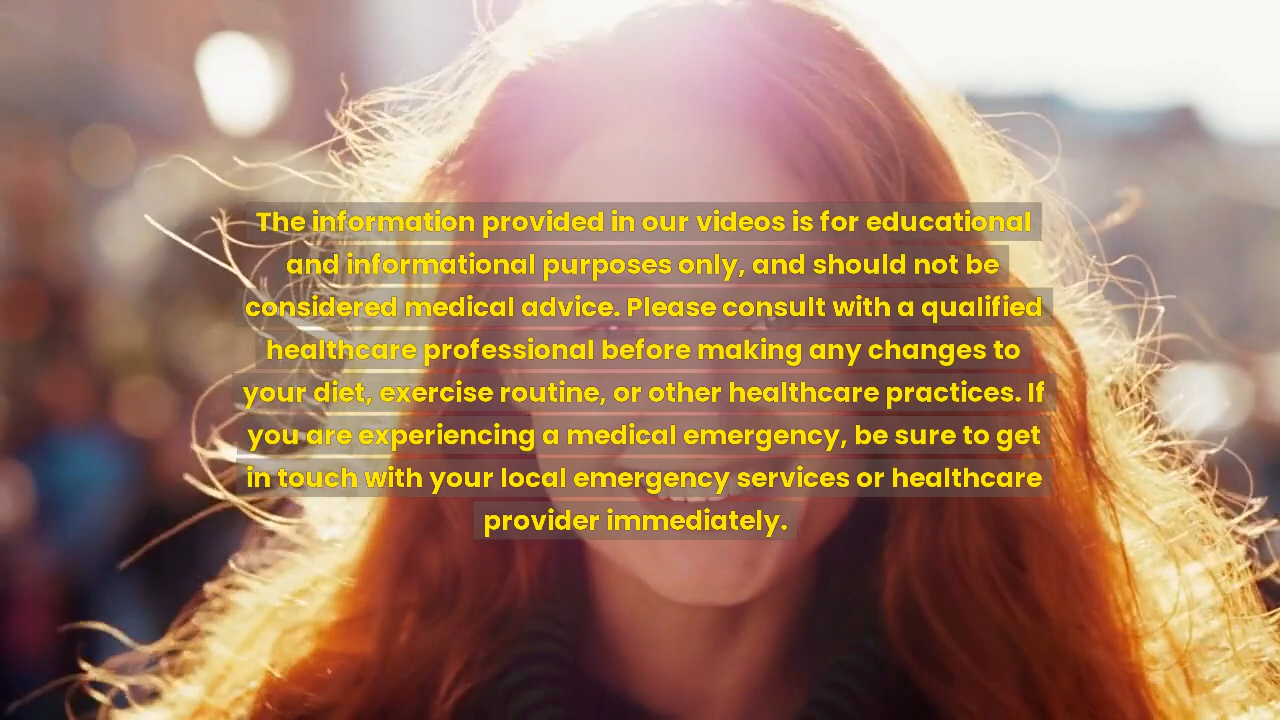 The information provided in our videos is for educational
and informational purposes only, and should not be
considered medical advice. Please consult with a qualified
healthcare professional before making any changes to
your diet, exercise routine, or other healthcare practices. If
you are experiencing a medical emergency, be sure to get
in touch with your local emergency services or healthcare
provider immediately.